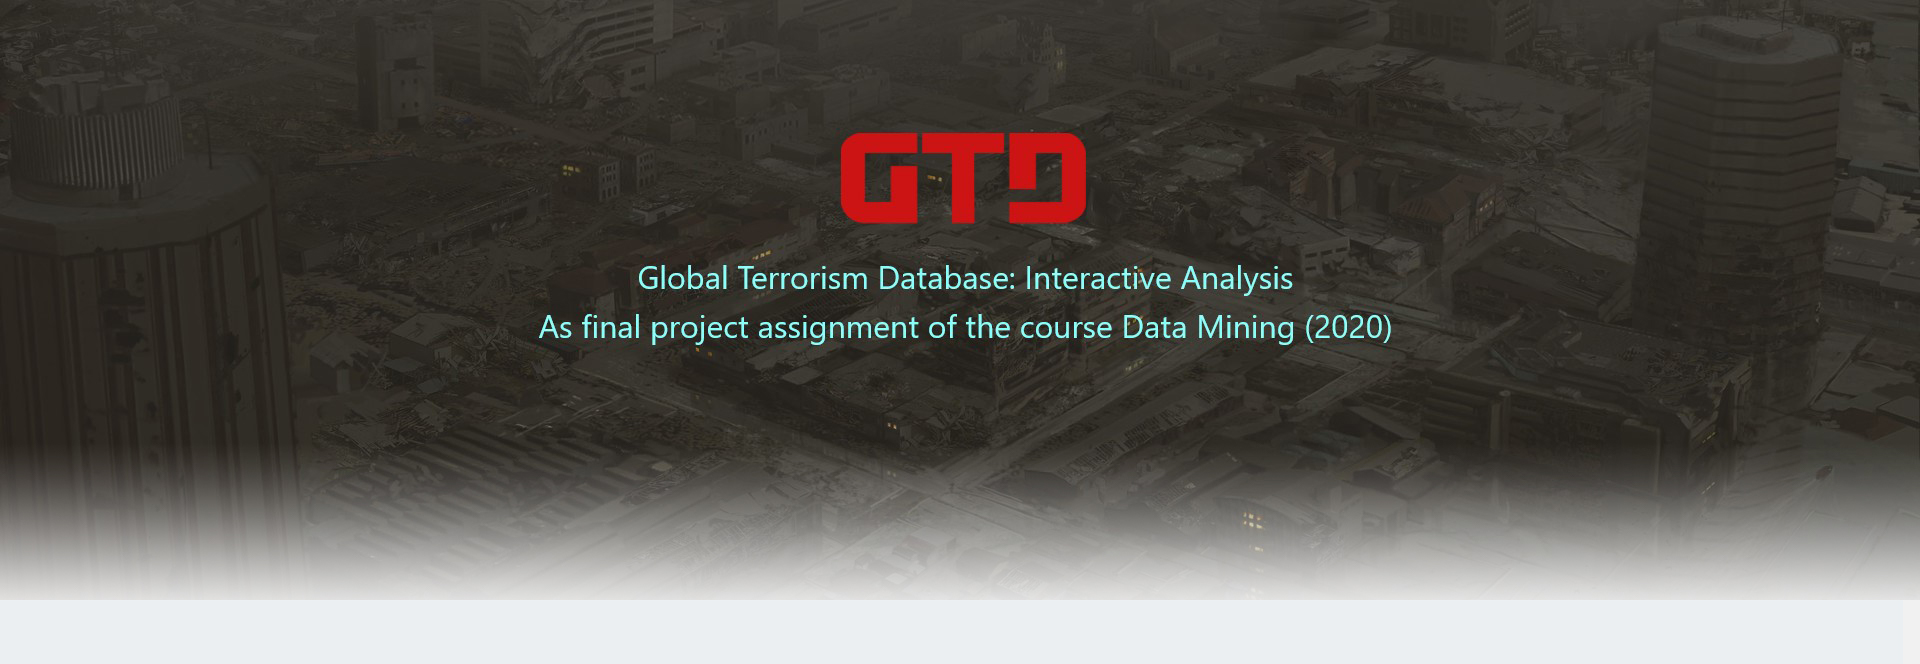 GTD
Global Terrorism Database: Interactive Analysis
As final project assignment of the course Data Mining (2020)